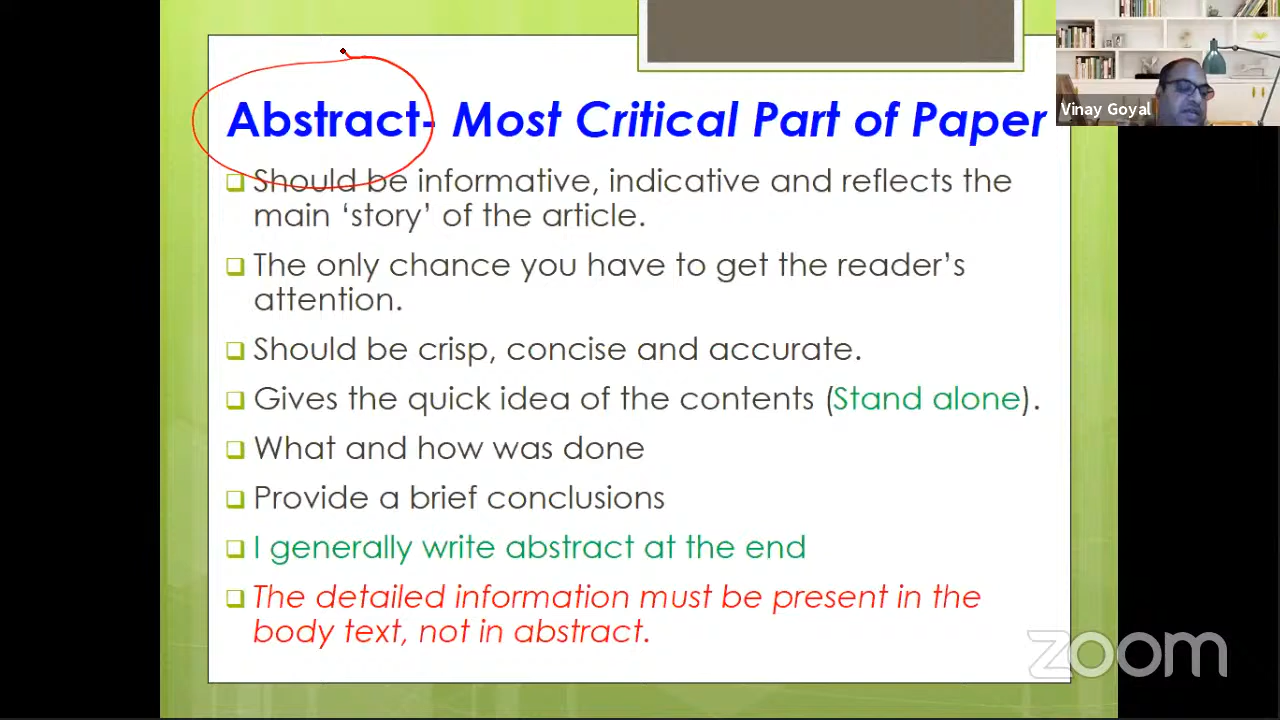 Abstract- Most Critical Part of Paper
Vinay Goyal
Should be informative, indicative and reflects the
main ‘story’ of the article.
The only chance you have to get the reader’s
attention.
Should be crisp, concise and accurate.
Gives the quick idea of the contents (Stand alone).
What and how was done
Provide a brief conclusions
I generally write abstract at the end
The detailed information must be present in the
body text, not in abstract.
zoom